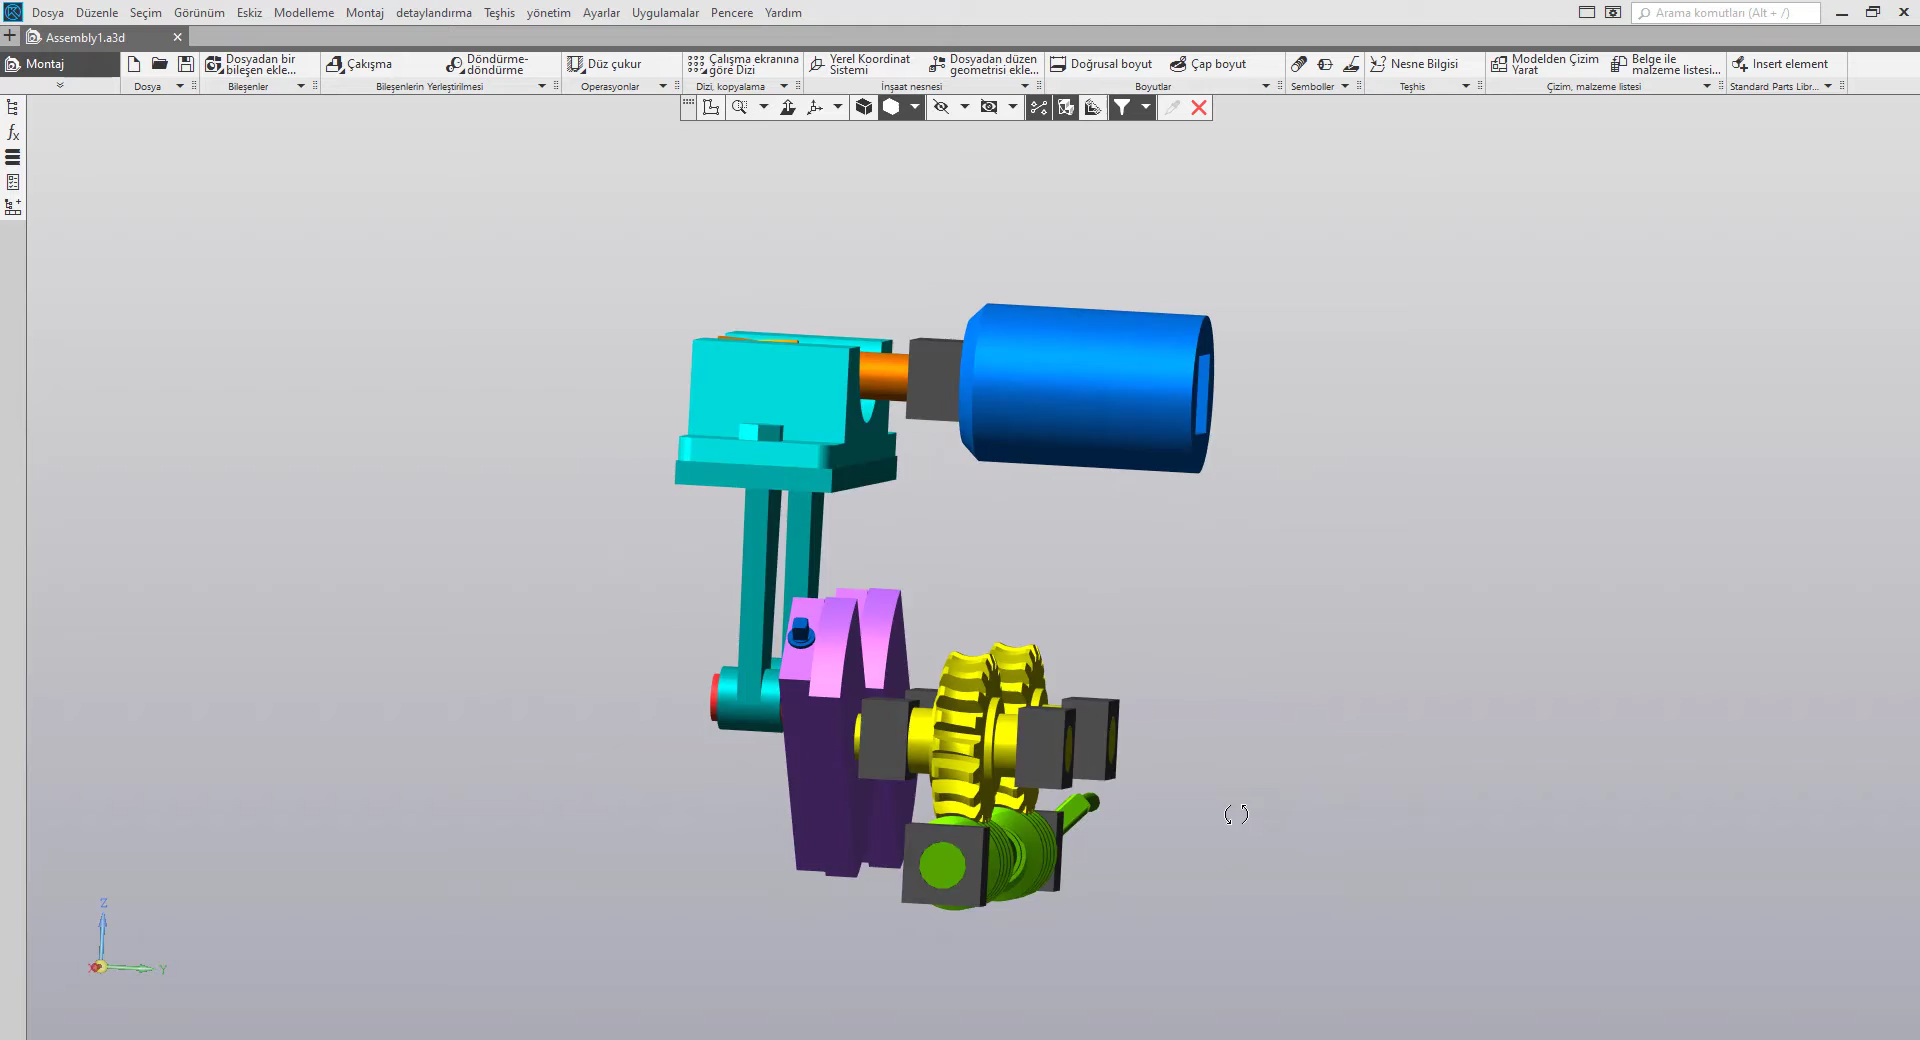 Dosya Düzenle Seçim Görünüm Eskiz Modelleme Montaj detaylandırma Teşhis yönetim Ayarlar Uygulamalar Pencere Yardım Arama komutları (Alt + /)
Assembly1.a3d
Montaj
Dosyadan bir bileşen ekle...
Çakışma
Döndürme-döndürme
Düz çukur
Çalışma ekranına göre Dizi
Yerel Koordinat Sistemi
Dosyadan düzen geometrisi ekle...
Doğrusal boyut
Çap boyut
Nesne Bilgisi
Modelden Çizim Yarat
Belge ile malzeme listesi...
Insert element
Dosya Bileşenler Bileşenlerin Yerleştirilmesi Operasyonlar Dizi, kopyalama İnşaat nesnesi Boyutlar Semboller Teşhis Çizim, malzeme listesi Standard Parts Libr...
Z
X
Y